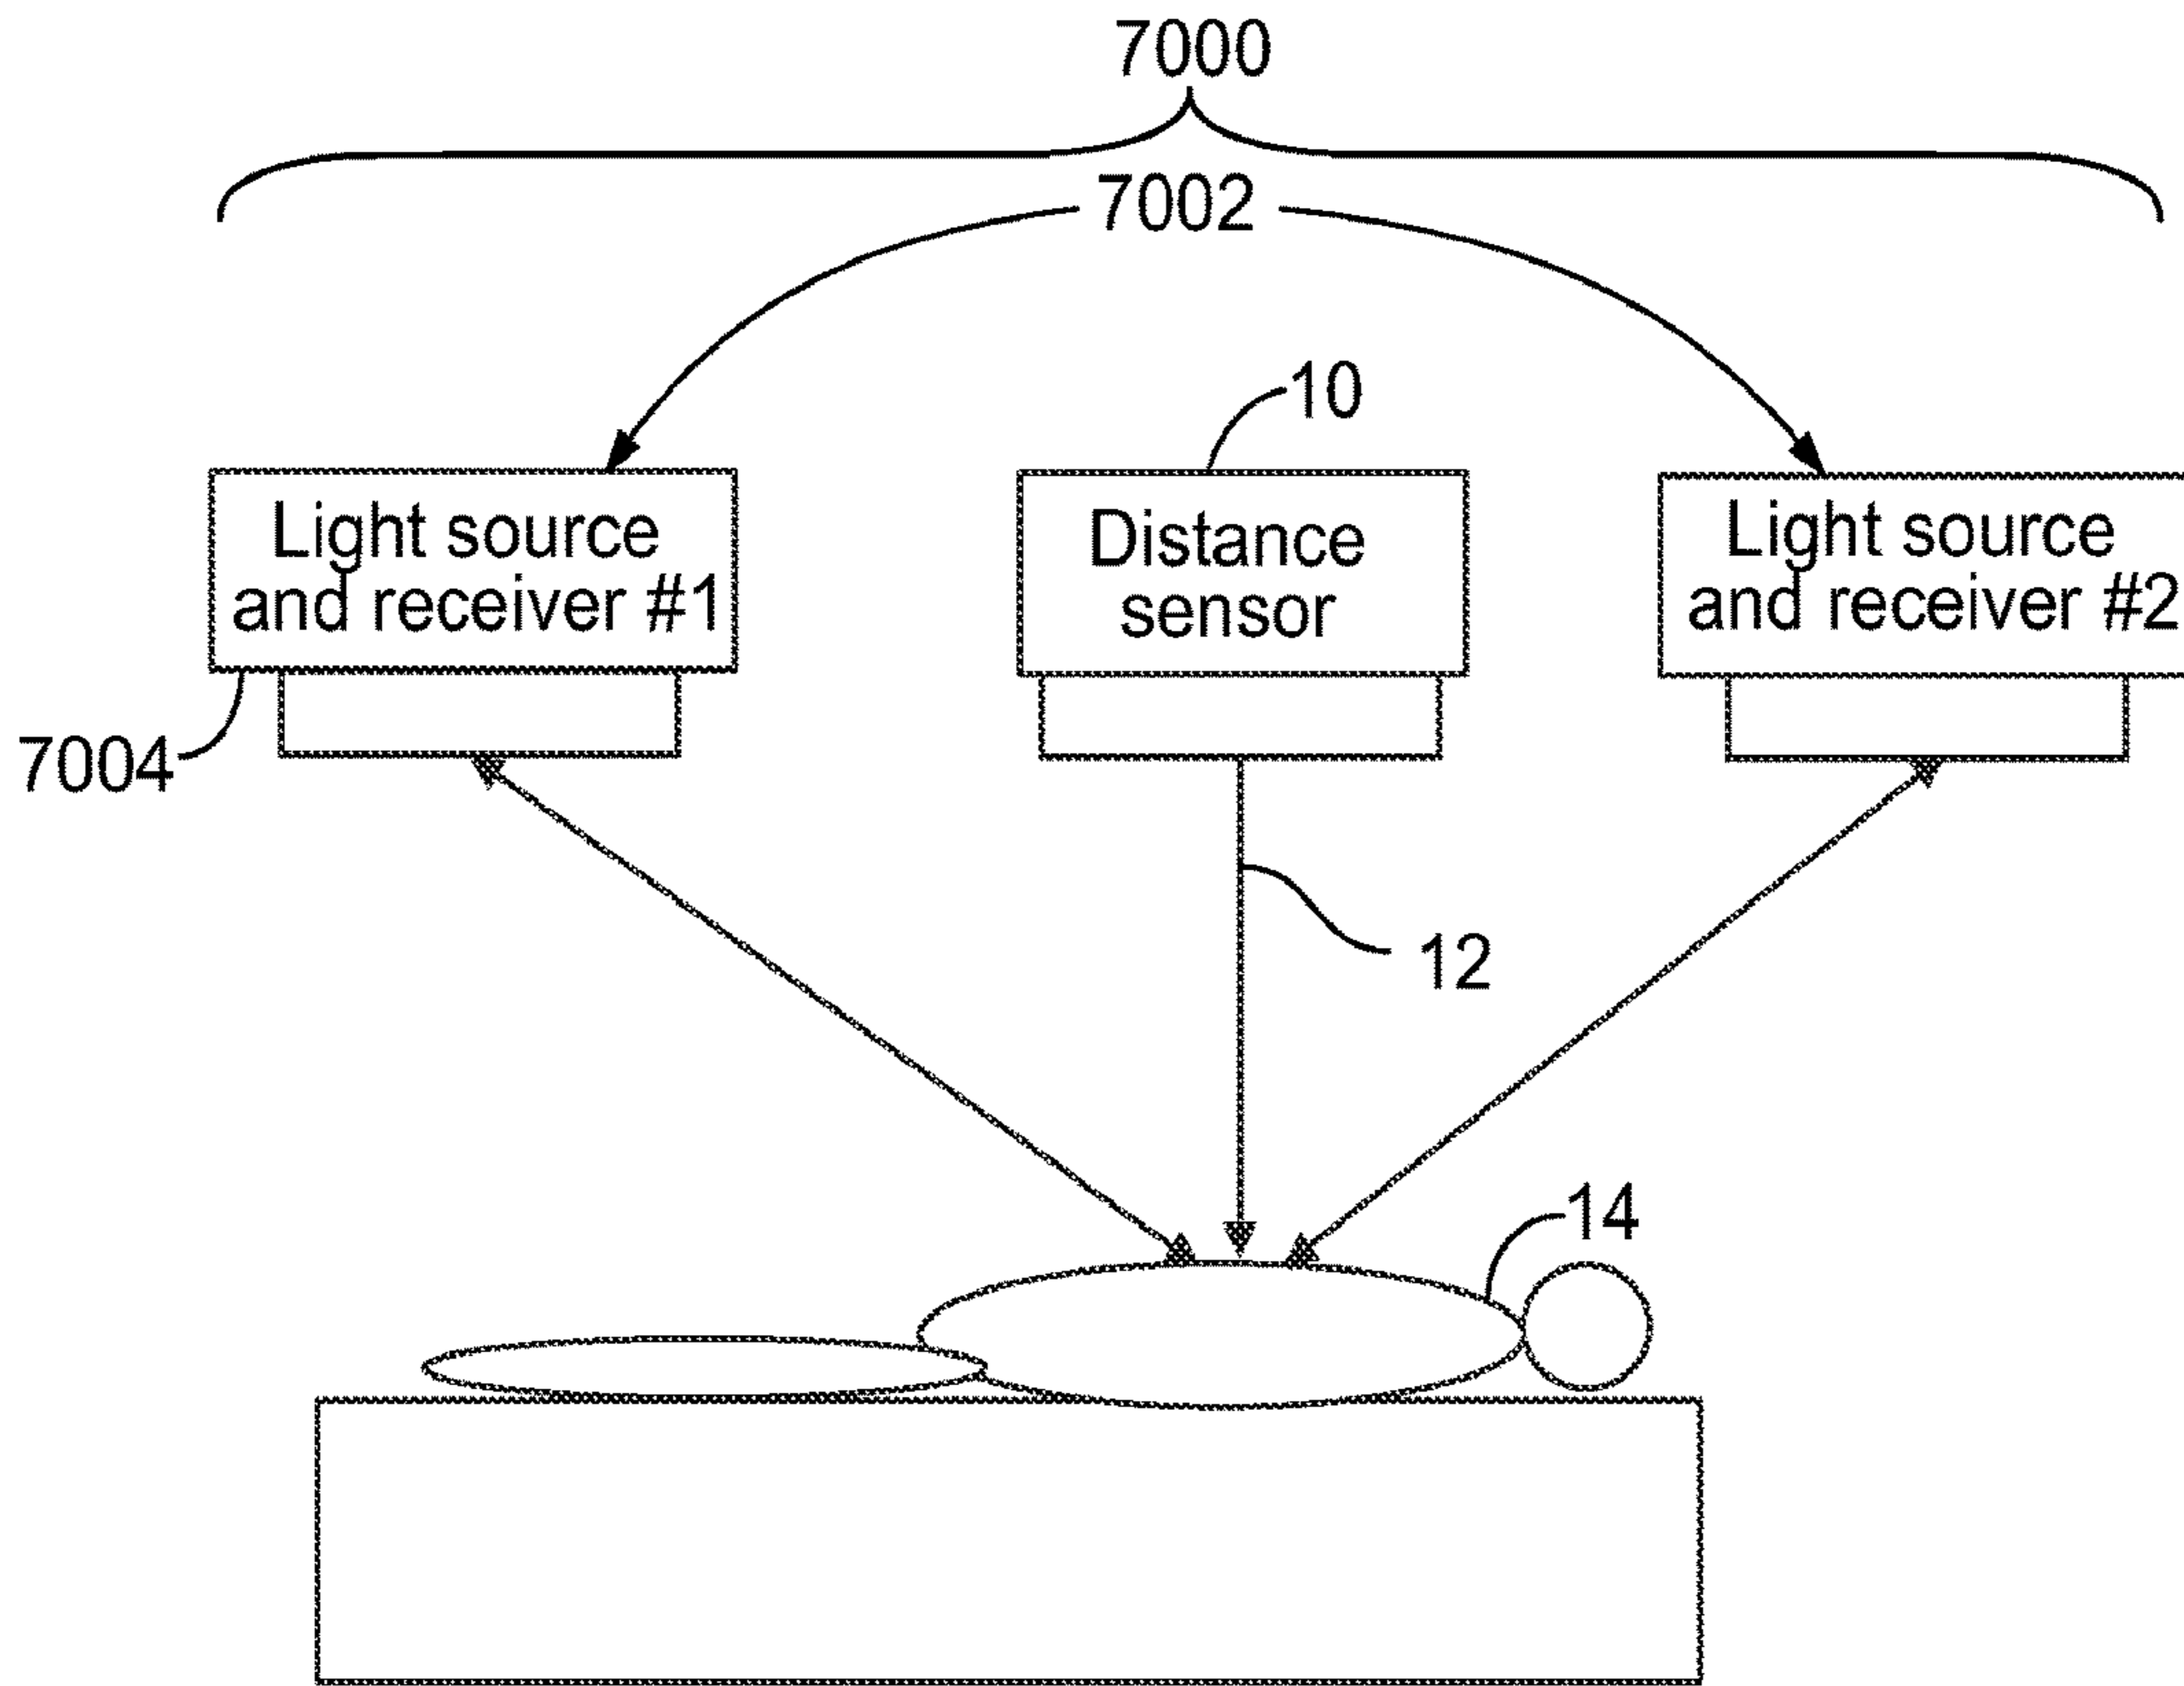 7000
7002
10
Light source
and receiver #1
Distance
sensor
Light source
and receiver #2
7004
12
14